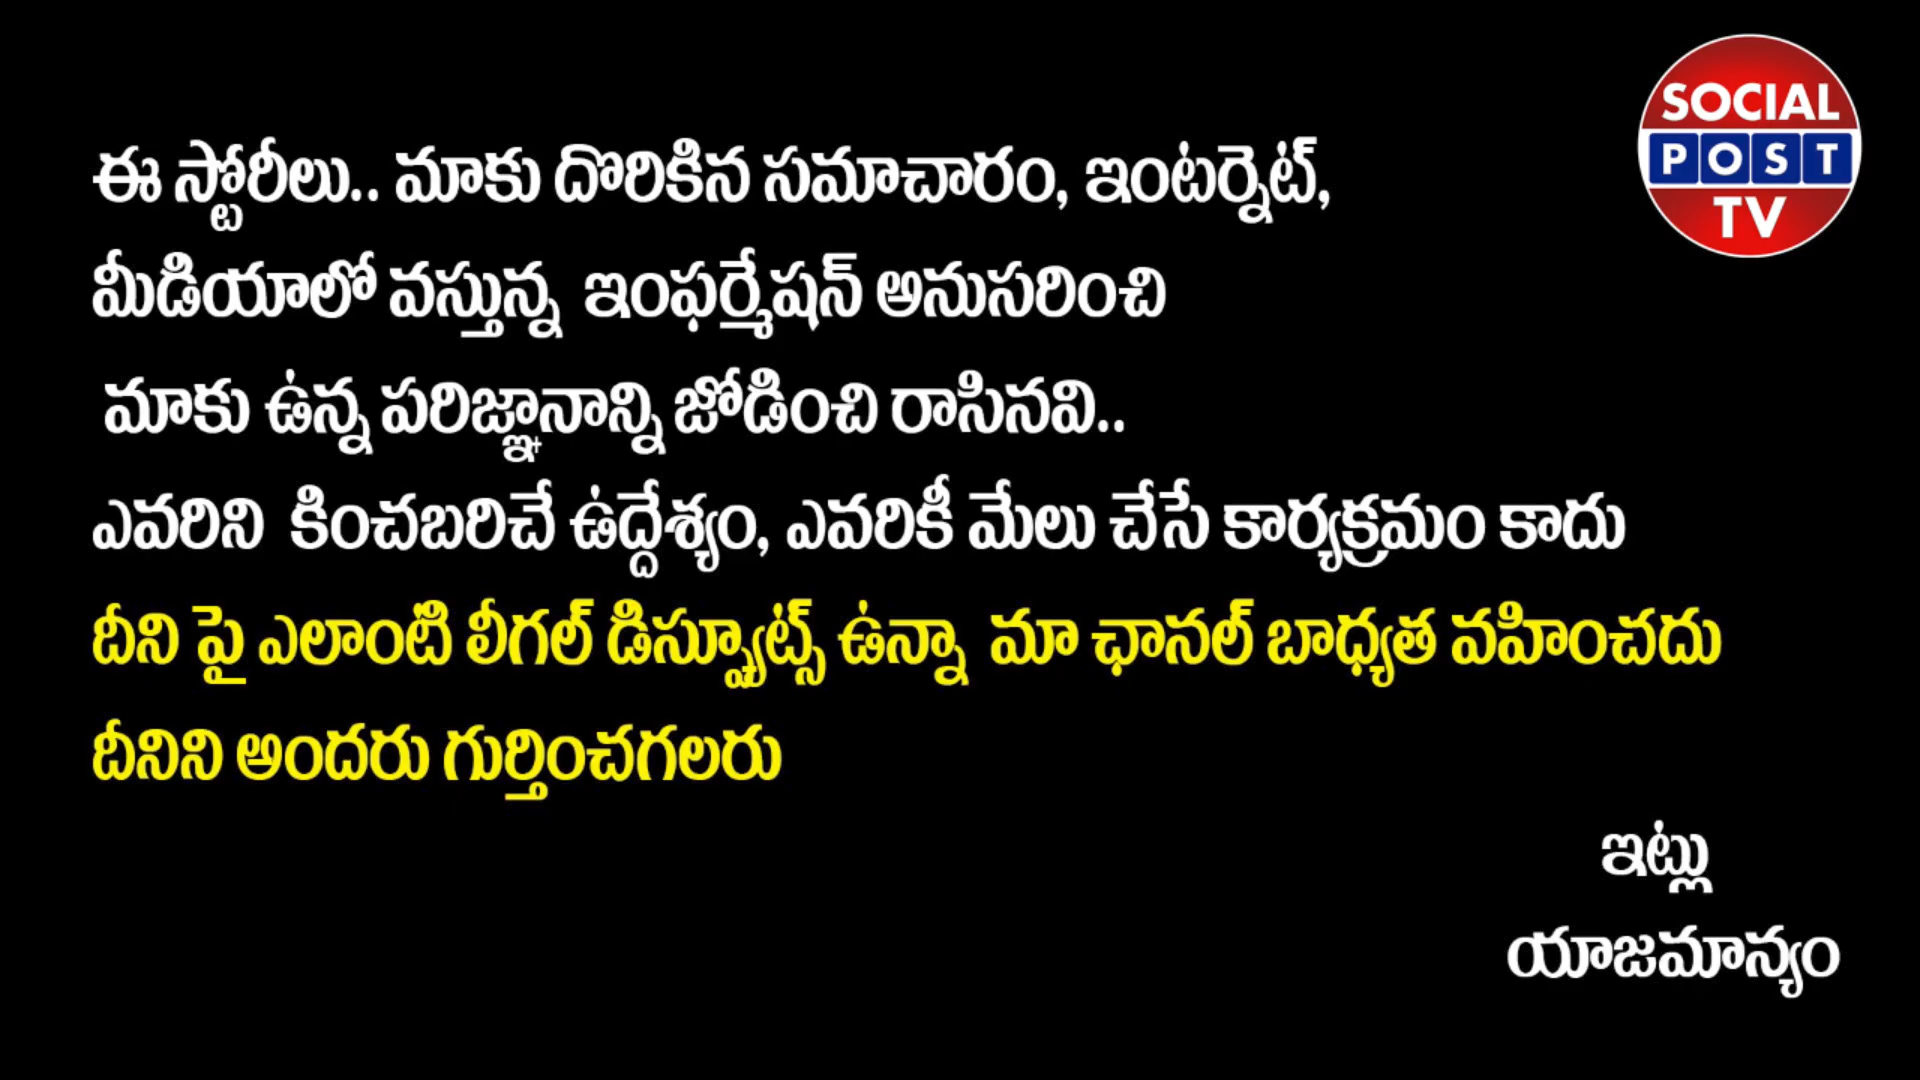 SOCIAL
POST
TV
ఈ స్టోరీలు.. మాకు దొరికిన సమాచారం, ఇంటర్నెట్,
మీడియాలో వస్తున్న ఇంఫర్మేషన్ అనుసరించి
మాకు ఉన్న పరిజ్ఞానాన్ని జోడించి రాసినవి..
ఎవరిని కించబరిచే ఉద్దేశ్యం, ఎవరికీ మేలు చేసే కార్యక్రమం కాదు
దీని పై ఎలాంటి లీగల్ డిస్ప్యూట్స్ ఉన్నా మా ఛానల్ బాధ్యత వహించదు
దీనిని అందరు గుర్తించగలరు
ఇట్లు
యాజమాన్యం